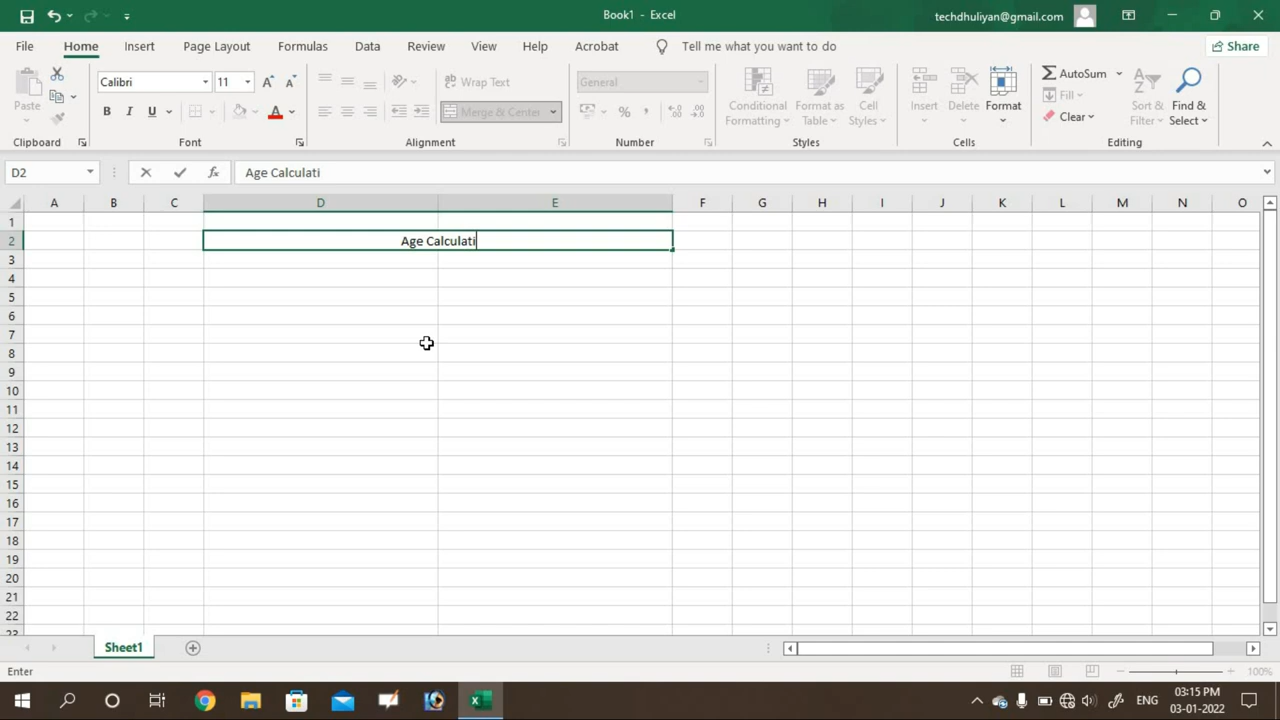 Book1 - Excel
techdhuliyan@gmail.com
File Home Insert Page Layout Formulas Data Review View Help Acrobat Tell me what you want to do Share
Paste
Calibri 11
B I U A
Wrap Text
Merge & Center
General
%
Conditional Formatting
Format as Table
Cell Styles
Insert Delete Format
AutoSum
Fill
Clear
Sort & Filter
Find & Select
Clipboard Font Alignment Number Styles Cells Editing
D2 fx Age Calculati
A B C D E F G H I J K L M N O
1
2 Age Calculati
3
4
5
6
7
8
9
10
11
12
13
14
15
16
17
18
19
20
21
22
23
Sheet1
Enter 100%
ENG 03:15 PM
03-01-2022